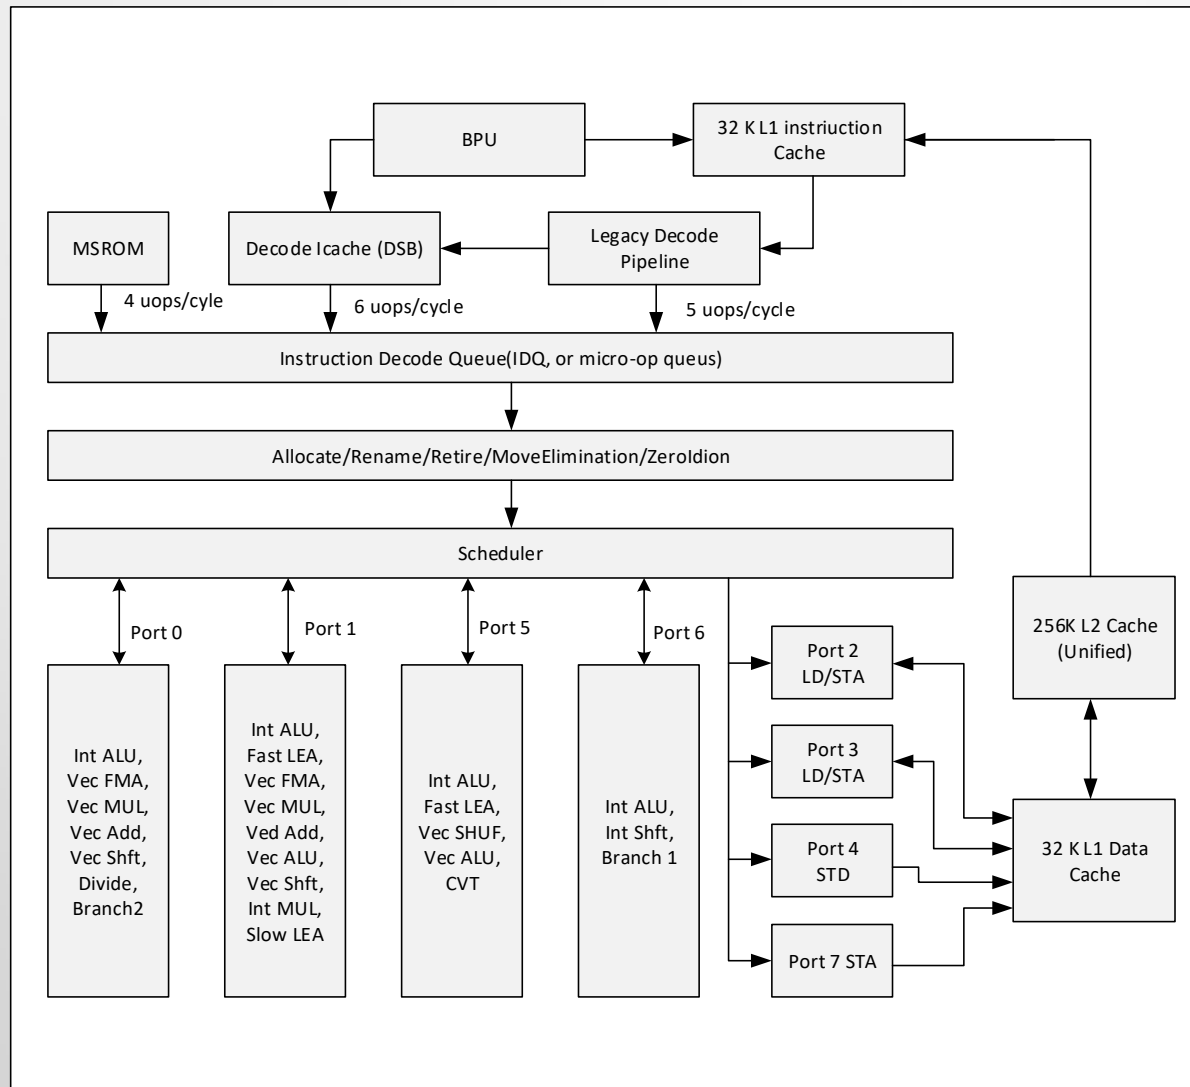 BPU
32 K L1 instriuction
Cache
MSROM
Decode Icache (DSB)
Legacy Decode
Pipeline
4 uops/cyle
6 uops/cycle
5 uops/cycle
Instruction Decode Queue(IDQ, or micro-op queus)
Allocate/Rename/Retire/MoveElimination/ZeroIdion
Scheduler
Port 0
Port 1
Port 5
Port 6
Int ALU,
Vec FMA,
Vec MUL,
Vec Add,
Vec Shft,
Divide,
Branch2
Int ALU,
Fast LEA,
Vec FMA,
Vec MUL,
Ved Add,
Vec ALU,
Vec Shft,
Int MUL,
Slow LEA
Int ALU,
Fast LEA,
Vec SHUF,
Vec ALU,
CVT
Int ALU,
Int Shft,
Branch 1
Port 2
LD/STA
Port 3
LD/STA
Port 4
STD
Port 7 STA
256K L2 Cache
(Unified)
32 K L1 Data
Cache